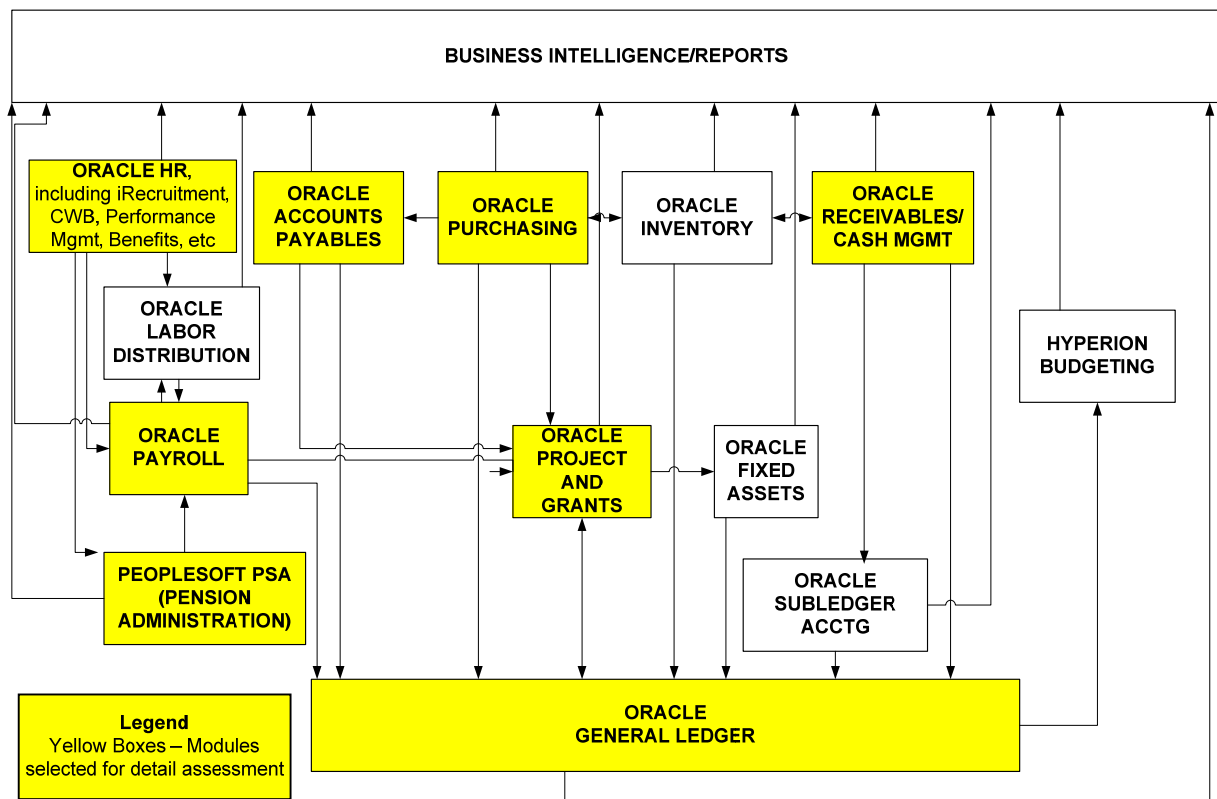 BUSINESS INTELLIGENCE/REPORTS
ORACLE HR,
including iRecruitment,
CWB, Performance
Mgmt, Benefits, etc
ORACLE
ACCOUNTS
PAYABLES
ORACLE
PURCHASING
ORACLE
INVENTORY
ORACLE
RECEIVABLES/
CASH MGMT
ORACLE
LABOR
DISTRIBUTION
HYPERION
BUDGETING
ORACLE
PAYROLL
ORACLE
PROJECT
AND
GRANTS
ORACLE
FIXED
ASSETS
PEOPLESOFT PSA
(PENSION
ADMINISTRATION)
ORACLE
SUBLEDGER
ACCTG
ORACLE
GENERAL LEDGER
Legend
Yellow Boxes – Modules
selected for detail assessment